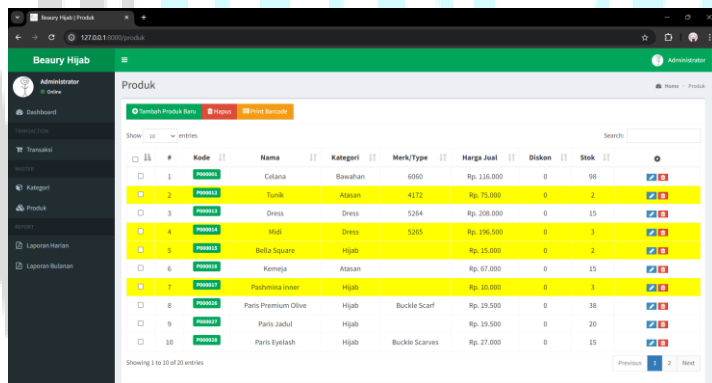 Beaury Hijab | Produk
127.0.0.1:8000/produk
Beaury Hijab
Administrator
Administrator
Online
Produk
Home > Produk
Dashboard
TRANSACTION
Transaksi
MASTER
Kategori
Produk
REPORT
Laporan Harian
Laporan Bulanan
Tambah Produk Baru Hapus Print Barcode
Show 10 entries Search:
# Kode Nama Kategori Merk/Type Harga Jual Diskon Stok
1 P000001 Celana Bawahan 6060 Rp. 116.000 0 98
2 P000012 Tunik Atasan 4172 Rp. 75.000 0 2
3 P000013 Dress Dress 5264 Rp. 208.000 0 15
4 P000014 Midi Dress 5265 Rp. 196,500 0 3
5 P000015 Bella Square Hijab Rp. 15.000 0 2
6 P000016 Kemeja Atasan Rp. 67.000 0 15
7 P000017 Pashmina inner Hijab Rp. 10.000 0 3
8 P000026 Paris Premium Olive Hijab Buckle Scarf Rp. 19.500 0 38
9 P000027 Paris Jadul Hijab Rp. 19.500 0 20
10 Paris Eyelash Hijab Buckle Scarves Rp. 27.000 0 15
Showing 1 to 10 of 20 entries
Previous 1 2 Next